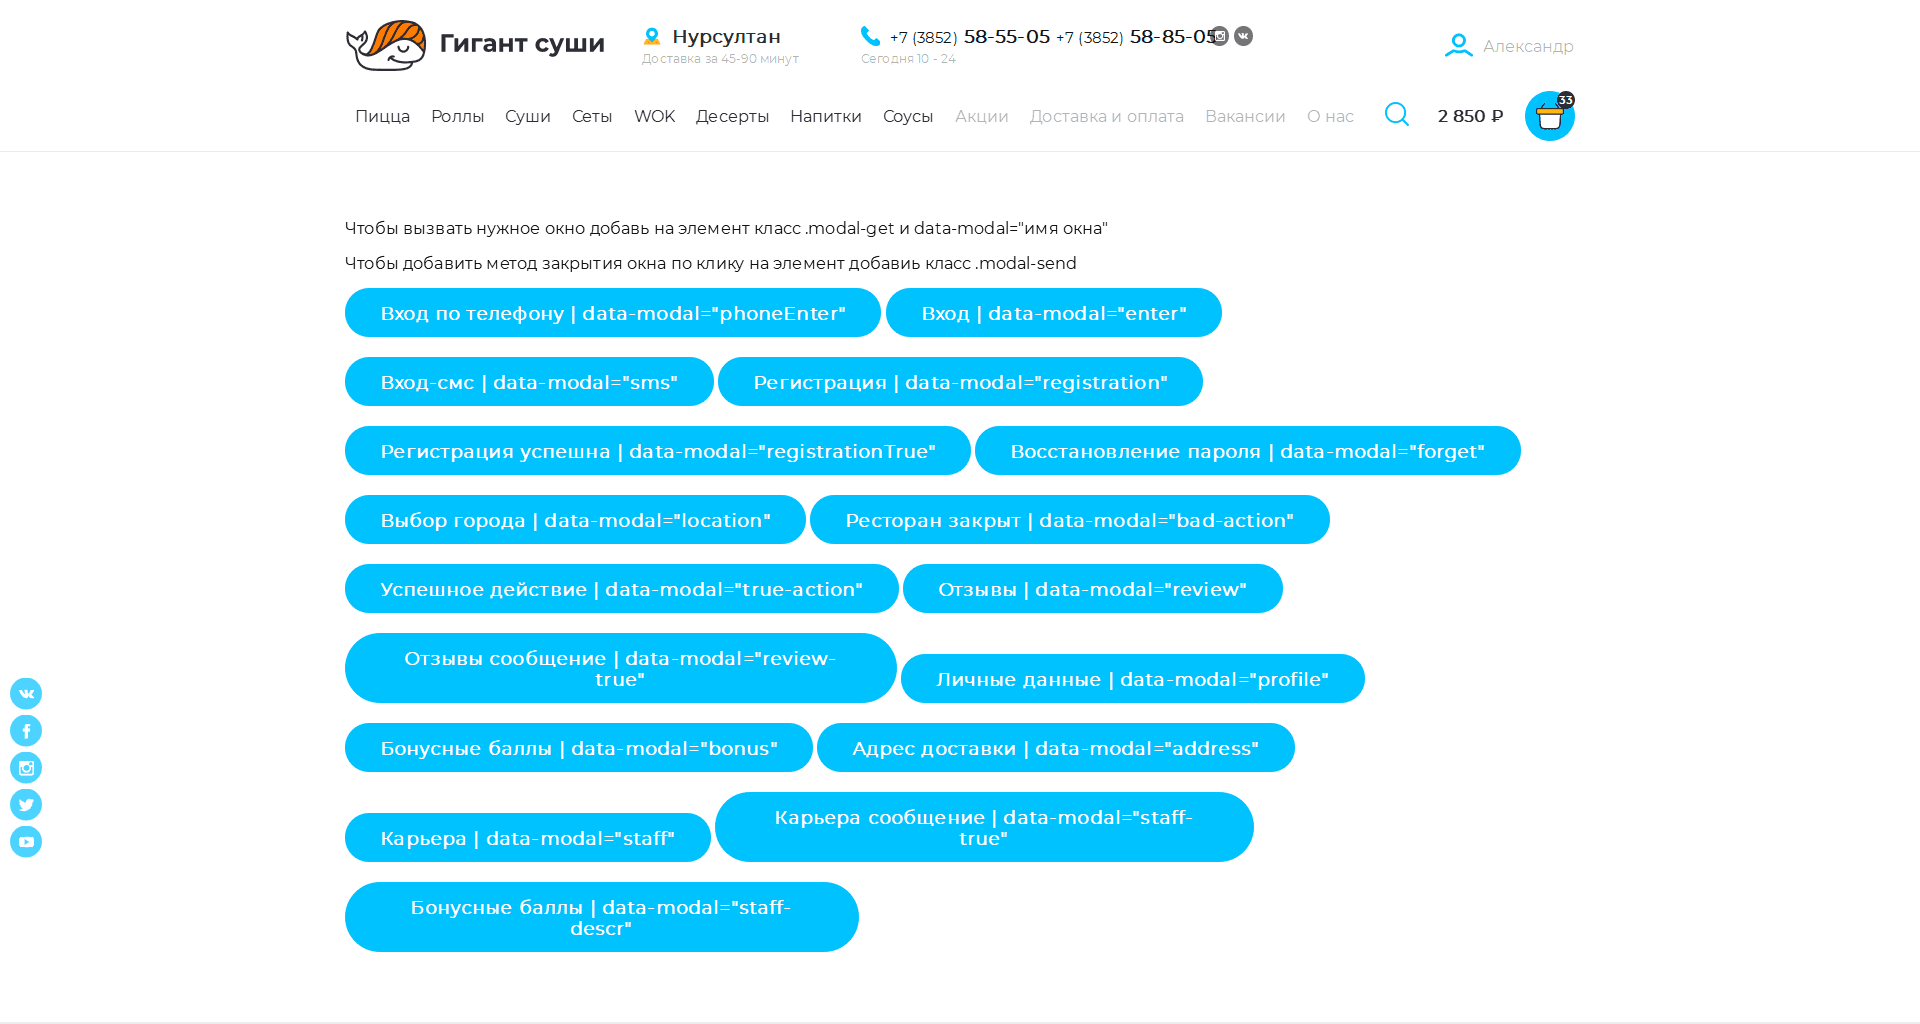 Гигант суши
Нурсултан
Доставка за 45-90 минут
+7 (3852) 58-55-05 +7 (3852) 58-85-05
Сегодня 10 - 24
Александр
Пицца Роллы Суши Сеты WOK Десерты Напитки Соусы Акции Доставка и оплата Вакансии О нас 2 850 ₽ 33
Чтобы вызвать нужное окно добавь на элемент класс .modal-get и data-modal="имя окна"
Чтобы добавить метод закрытия окна по клику на элемент добавиь класс .modal-send
Вход по телефону | data-modal="phoneEnter" Вход | data-modal="enter"
Вход-смс | data-modal="sms" Регистрация | data-modal="registration"
Регистрация успешна | data-modal="registrationTrue" Восстановление пароля | data-modal="forget"
Выбор города | data-modal="location" Ресторан закрыт | data-modal="bad-action"
Успешное действие | data-modal="true-action" Отзывы | data-modal="review"
Отзывы сообщение | data-modal="review-
true"
Личные данные | data-modal="profile"
Бонусные баллы | data-modal="bonus" Адрес доставки | data-modal="address"
Карьера | data-modal="staff"
Карьера сообщение | data-modal="staff-
true"
Бонусные баллы | data-modal="staff-
descr"